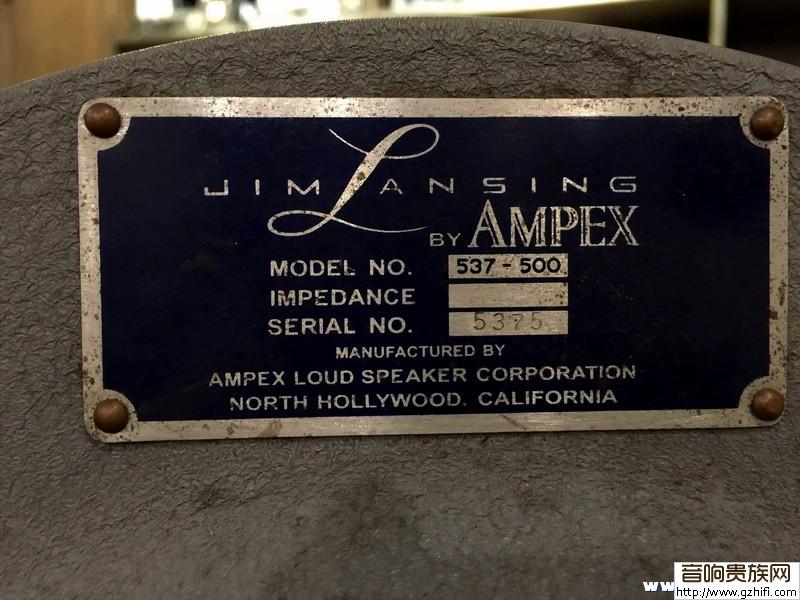 JIM LANSING
BY AMPEX
MODEL NO. 537-500
IMPEDANCE
SERIAL NO. 5375
MANUFACTURED BY
AMPEX LOUD SPEAKER CORPORATION
NORTH HOLLYWOOD. CALIFORNIA
音响贵族网
http://www.gzhifi.com